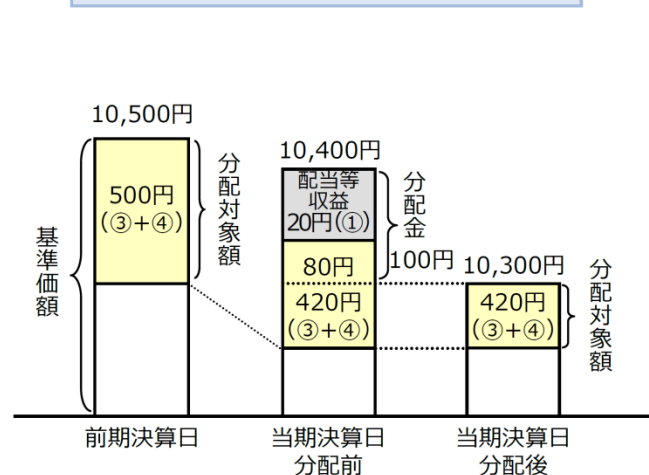 10,500円
500円
(③+④)
分配対象額
基準価額
10,400円
配当等
収益
20円(①)
80円
420円
(③+④)
分配金
100円
10,300円
420円
(③+④)
分配対象額
前期決算日
当期決算日
分配前
当期決算日
分配後